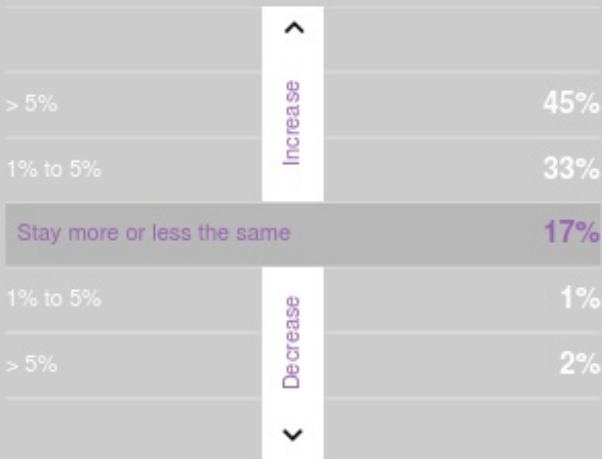 > 5% 45%
Increase
1% to 5% 33%
Stay more or less the same 17%
1% to 5% 1%
Decrease
> 5% 2%